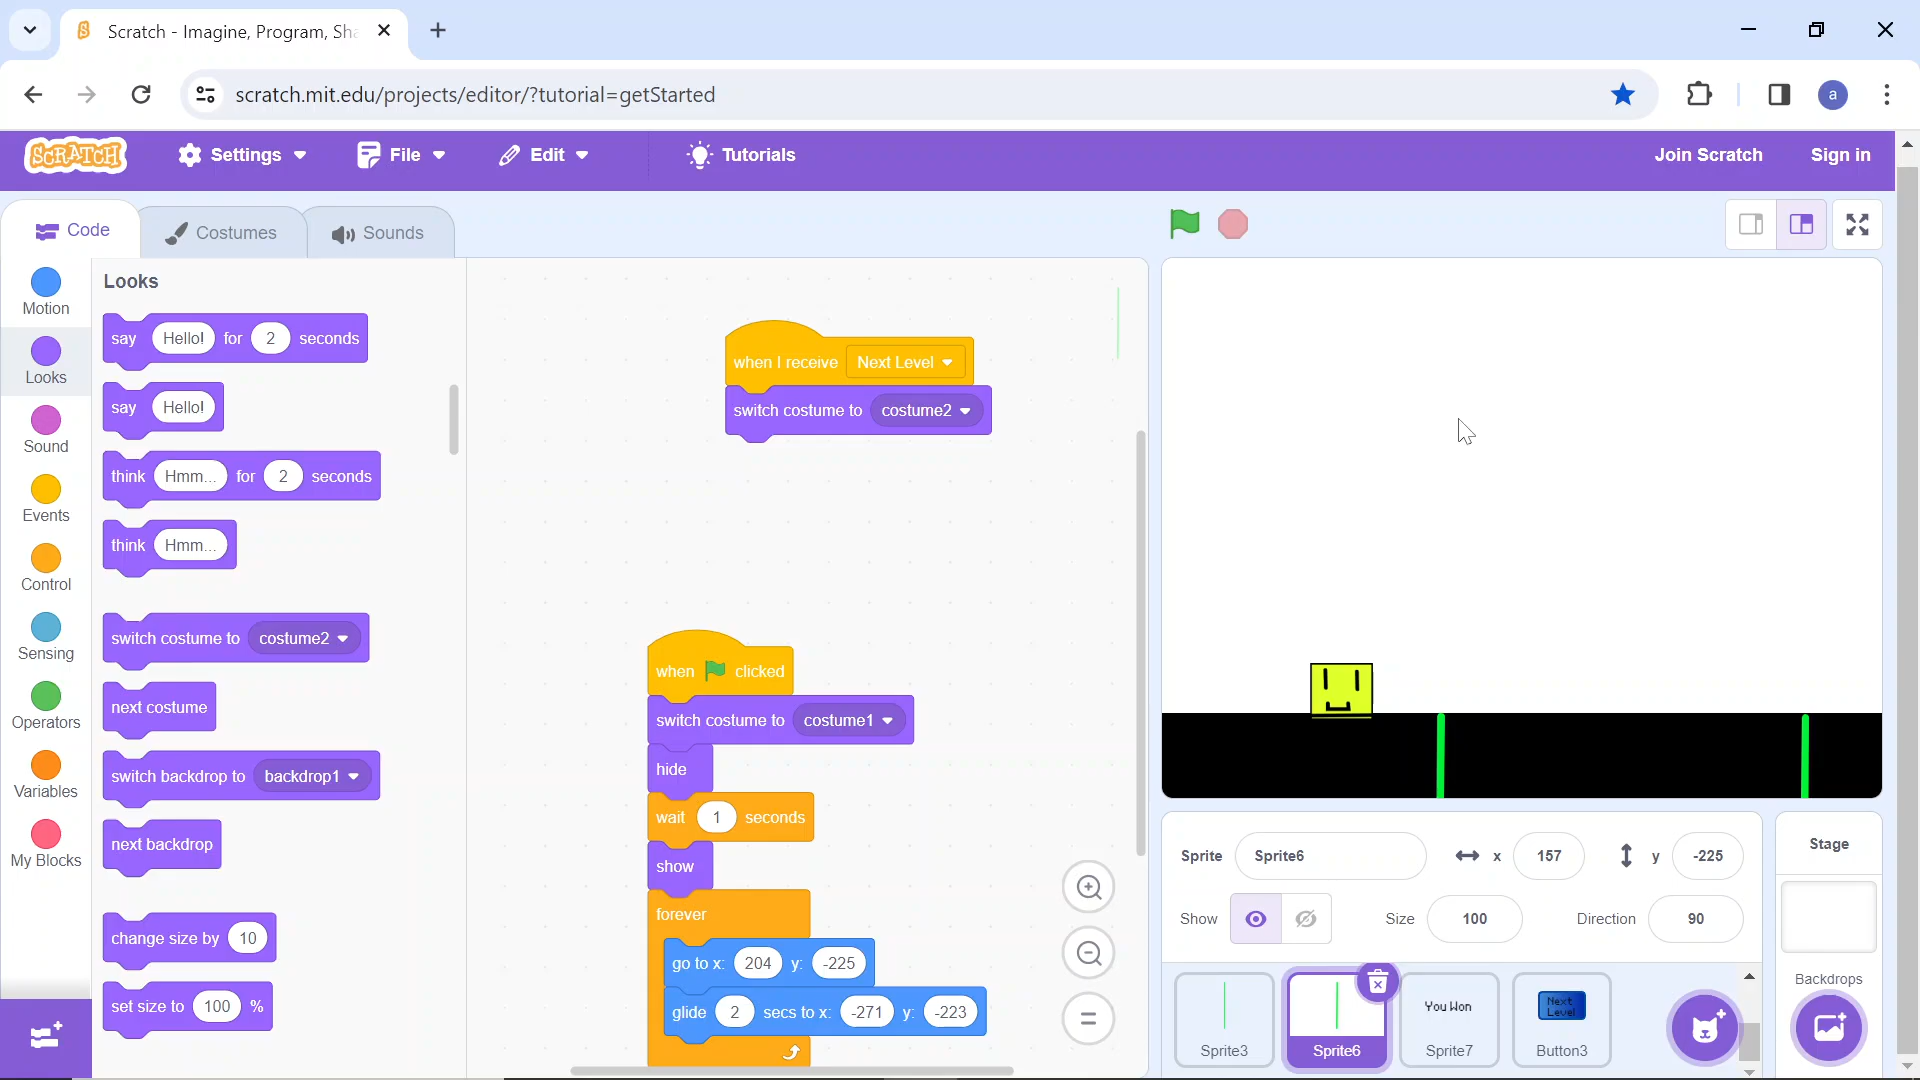 Scratch - Imagine, Program, Sha
scratch.mit.edu/projects/editor/?tutorial=getStarted
a
SCRATCH
Settings
File
Edit
Tutorials
Join Scratch
Sign in
Code
Costumes
Sounds
Motion
Looks
Sound
Events
Control
Sensing
Operators
Variables
My Blocks
Looks
say Hello! for 2 seconds
say Hello!
think Hmm... for 2 seconds
think Hmm...
switch costume to costume2
next costume
switch backdrop to backdrop1
next backdrop
change size by 10
set size to 100 %
when I receive Next Level
switch costume to costume2
when clicked
switch costume to costume1
hide
wait 1 seconds
show
forever
go to x: 204 y: -225
glide 2 secs to x: -271 y: -223
Sprite Sprite6 x 157 y -225
Show Size 100 Direction 90
Sprite3
Sprite6
You Won
Sprite7
Next
Level
Button3
Stage
Backdrops